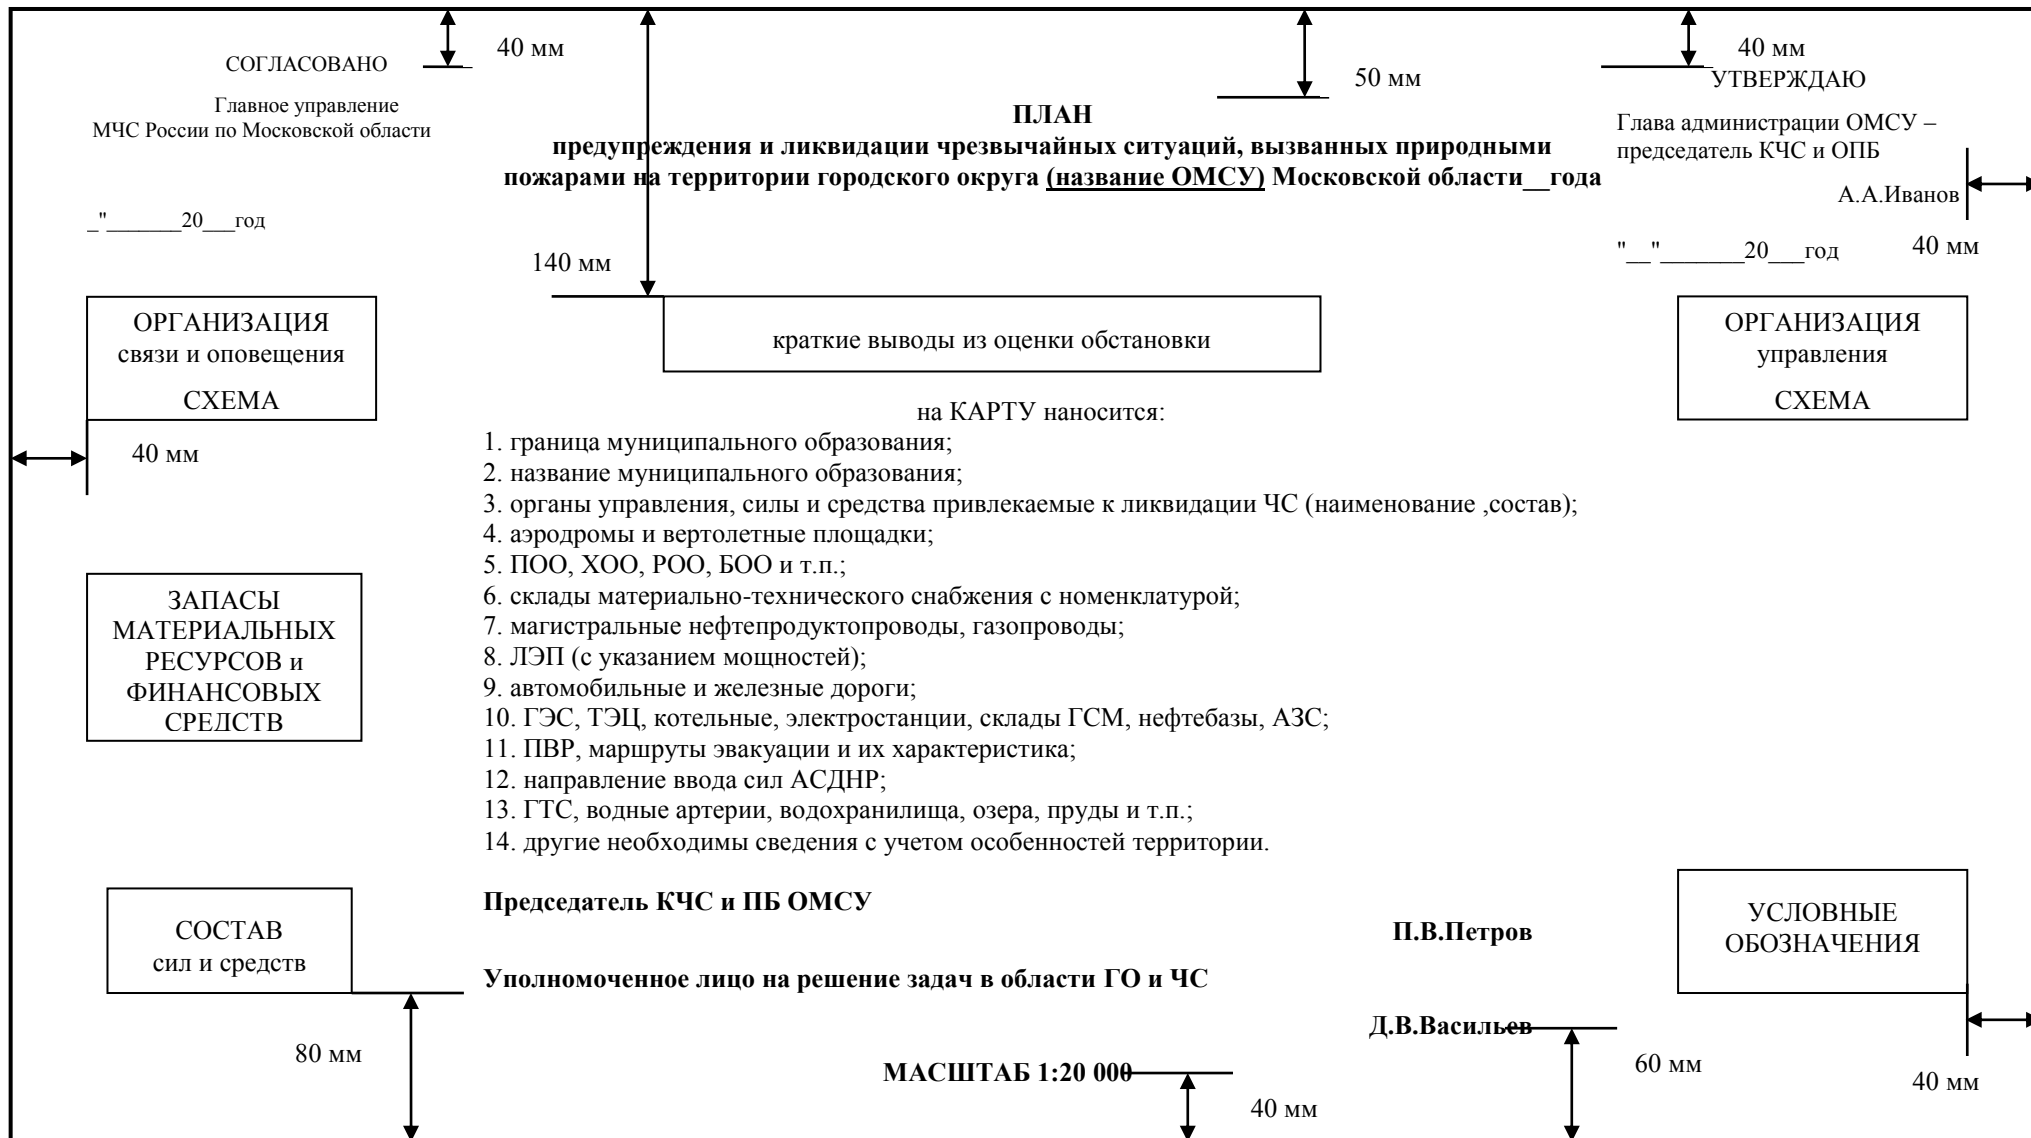 40 мм
СОГЛАСОВАНО
Главное управление
МЧС России по Московской области
_"_______20___год
50 мм
ПЛАН
предупреждения и ликвидации чрезвычайных ситуаций, вызванных природными
пожарами на территории городского округа (название ОМСУ) Московской области__года
40 мм
УТВЕРЖДАЮ
Глава администрации ОМСУ –
председатель КЧС и ОПБ
А.А.Иванов
"__"________20___год
40 мм
140 мм
ОРГАНИЗАЦИЯ
связи и оповещения
СХЕМА
40 мм
краткие выводы из оценки обстановки
ОРГАНИЗАЦИЯ
управления
СХЕМА
на КАРТУ наносится:
1. граница муниципального образования;
2. название муниципального образования;
3. органы управления, силы и средства привлекаемые к ликвидации ЧС (наименование ,состав);
4. аэродромы и вертолетные площадки;
5. ПОО, ХОО, РОО, БОО и т.п.;
6. склады материально-технического снабжения с номенклатурой;
7. магистральные нефтепродуктопроводы, газопроводы;
8. ЛЭП (с указанием мощностей);
9. автомобильные и железные дороги;
10. ГЭС, ТЭЦ, котельные, электростанции, склады ГСМ, нефтебазы, АЗС;
11. ПВР, маршруты эвакуации и их характеристика;
12. направление ввода сил АСДНР;
13. ГТС, водные артерии, водохранилища, озера, пруды и т.п.;
14. другие необходимы сведения с учетом особенностей территории.
ЗАПАСЫ
МАТЕРИАЛЬНЫХ
РЕСУРСОВ и
ФИНАНСОВЫХ
СРЕДСТВ
СОСТАВ
сил и средств
80 мм
Председатель КЧС и ПБ ОМСУ
П.В.Петров
Уполномоченное лицо на решение задач в области ГО и ЧС
Д.В.Васильев
МАСШТАБ 1:20 000
40 мм
60 мм
УСЛОВНЫЕ
ОБОЗНАЧЕНИЯ
40 мм